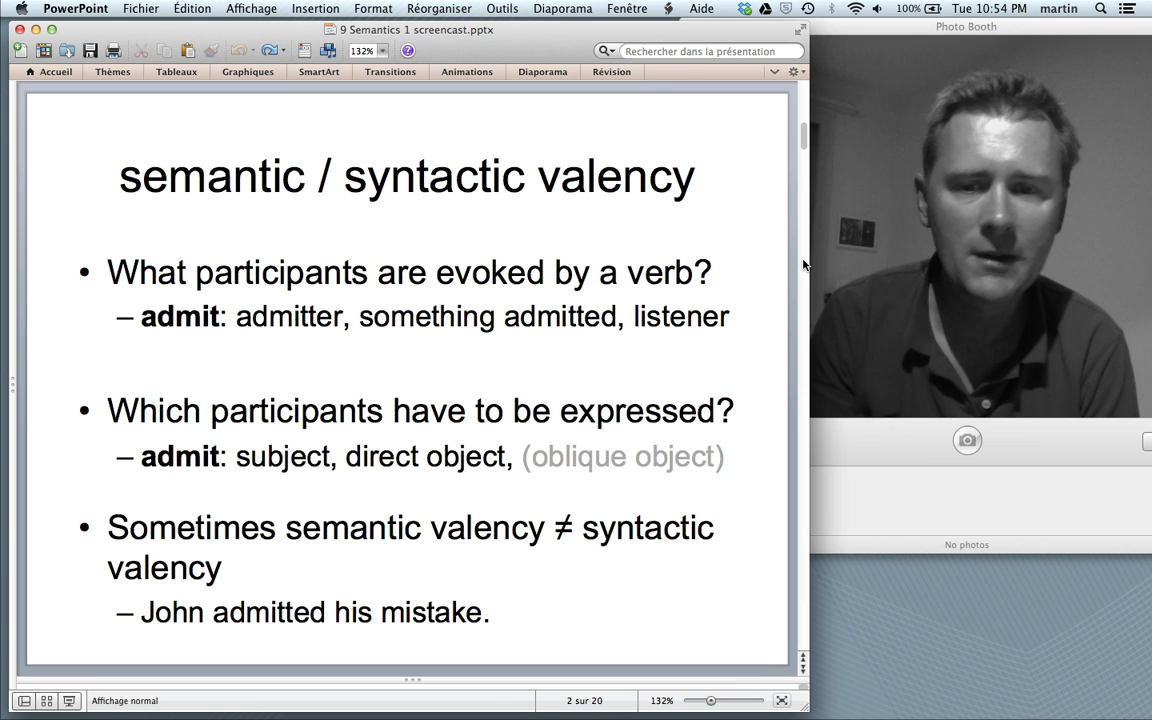 PowerPoint Fichier Édition Affichage Insertion Format Réorganiser Outils Diaporama Fenêtre Aide 100% Tue 10:54 PM martin
9 Semantics 1 screencast.pptx
Photo Booth
132% Rechercher dans la présentation
Accueil Thèmes Tableaux Graphiques SmartArt Transitions Animations Diaporama Révision
semantic / syntactic valency
• What participants are evoked by a verb?
– admit: admitter, something admitted, listener
• Which participants have to be expressed?
– admit: subject, direct object, (oblique object)
• Sometimes semantic valency ≠ syntactic
valency
– John admitted his mistake.
No photos
Affichage normal 2 sur 20 132%